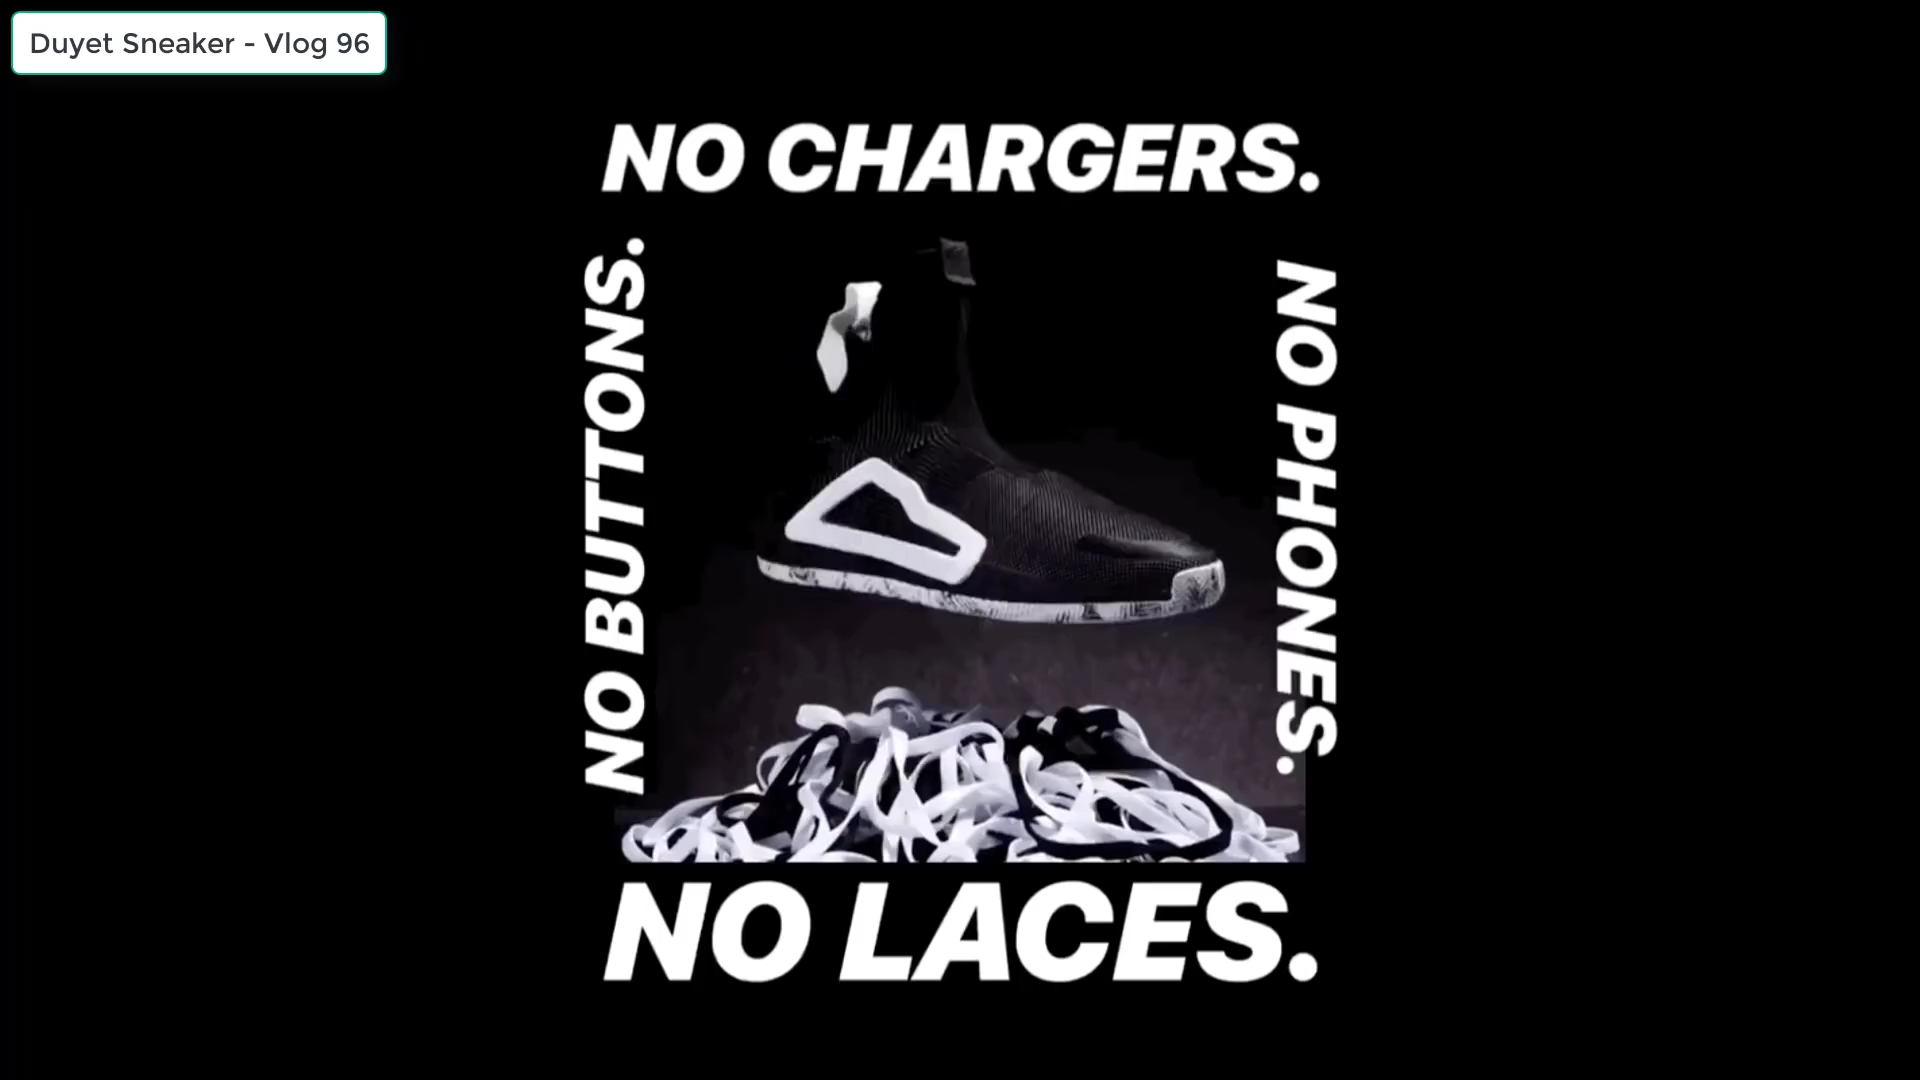 Duyet Sneaker - Vlog 96
NO CHARGERS.
NO BUTTONS.
NO PHONES.
NO LACES.